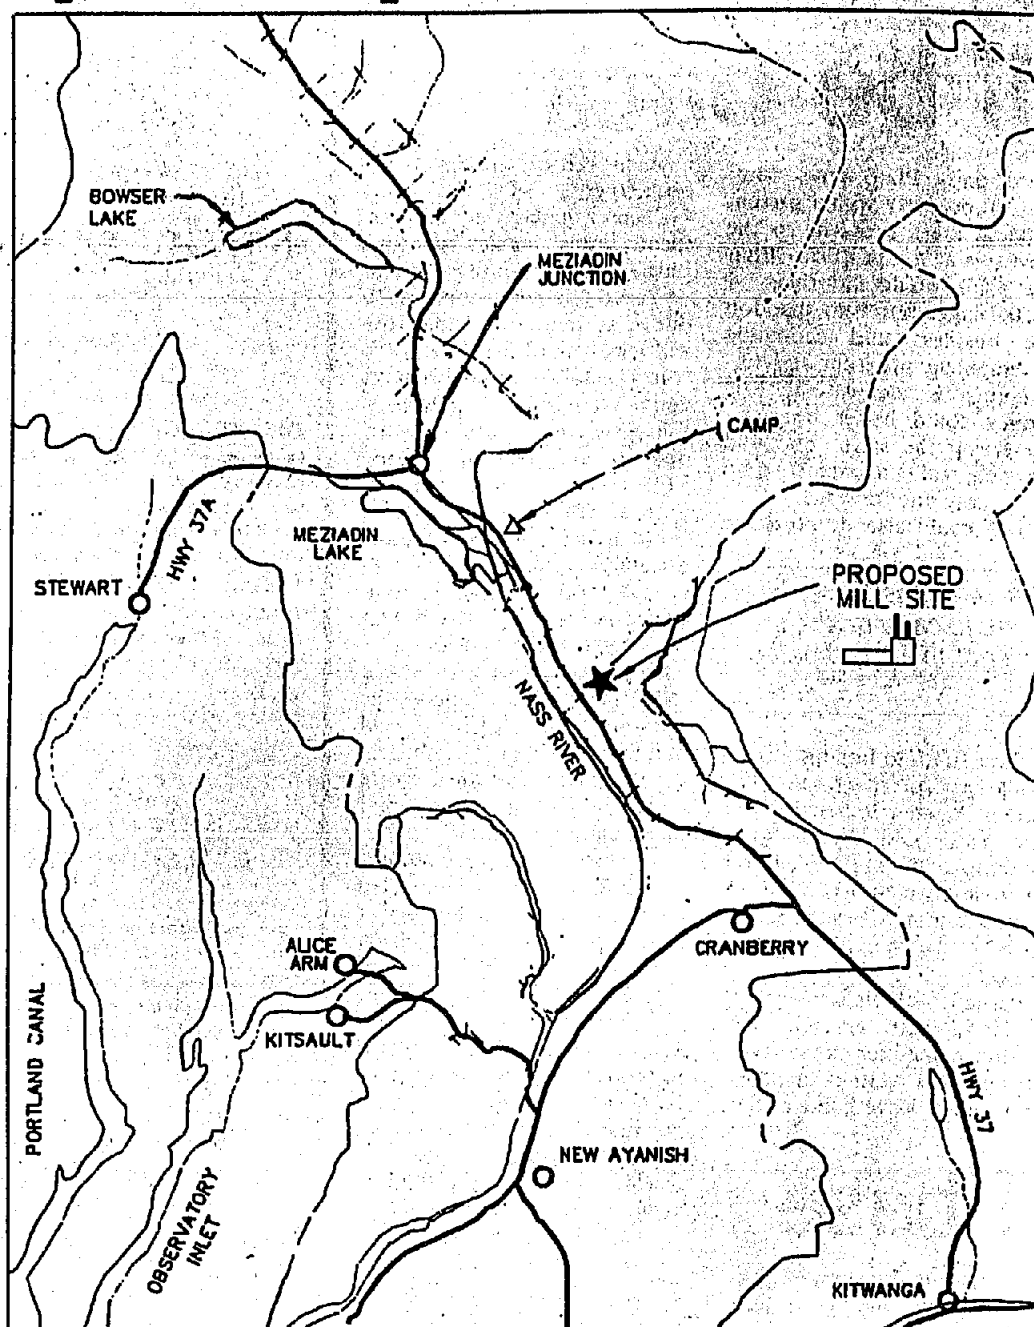 BOWSER
LAKE
MEZIADIN
JUNCTION
CAMP
MEZIADIN
LAKE
HWY 37A
STEWART
PROPOSED
MILL SITE
NASS RIVER
CRANBERRY
ALICE
ARM
KITSAULT
PORTLAND CANAL
HWY 37
NEW AYANISH
OBSERVATORY
INLET
KITWANGA